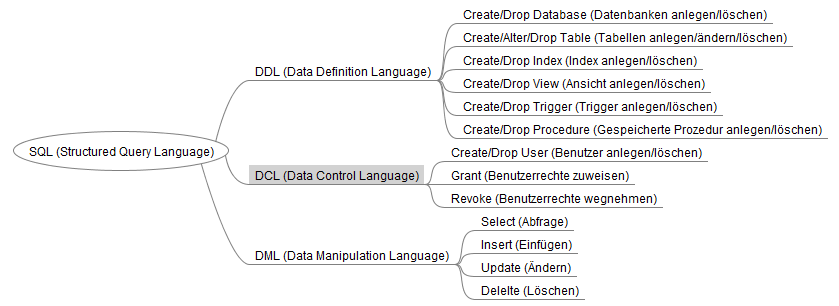 SQL (Structured Query Language)
DDL (Data Definition Language)
Create/Drop Database (Datenbanken anlegen/löschen)
Create/Alter/Drop Table (Tabellen anlegen/ändern/löschen)
Create/Drop Index (Index anlegen/löschen)
Create/Drop View (Ansicht anlegen/löschen)
Create/Drop Trigger (Trigger anlegen/löschen)
Create/Drop Procedure (Gespeicherte Prozedur anlegen/löschen)
DCL (Data Control Language)
Create/Drop User (Benutzer anlegen/löschen)
Grant (Benutzerrechte zuweisen)
Revoke (Benutzerrechte wegnehmen)
DML (Data Manipulation Language)
Select (Abfrage)
Insert (Einfügen)
Update (Ändern)
Delelte (Löschen)